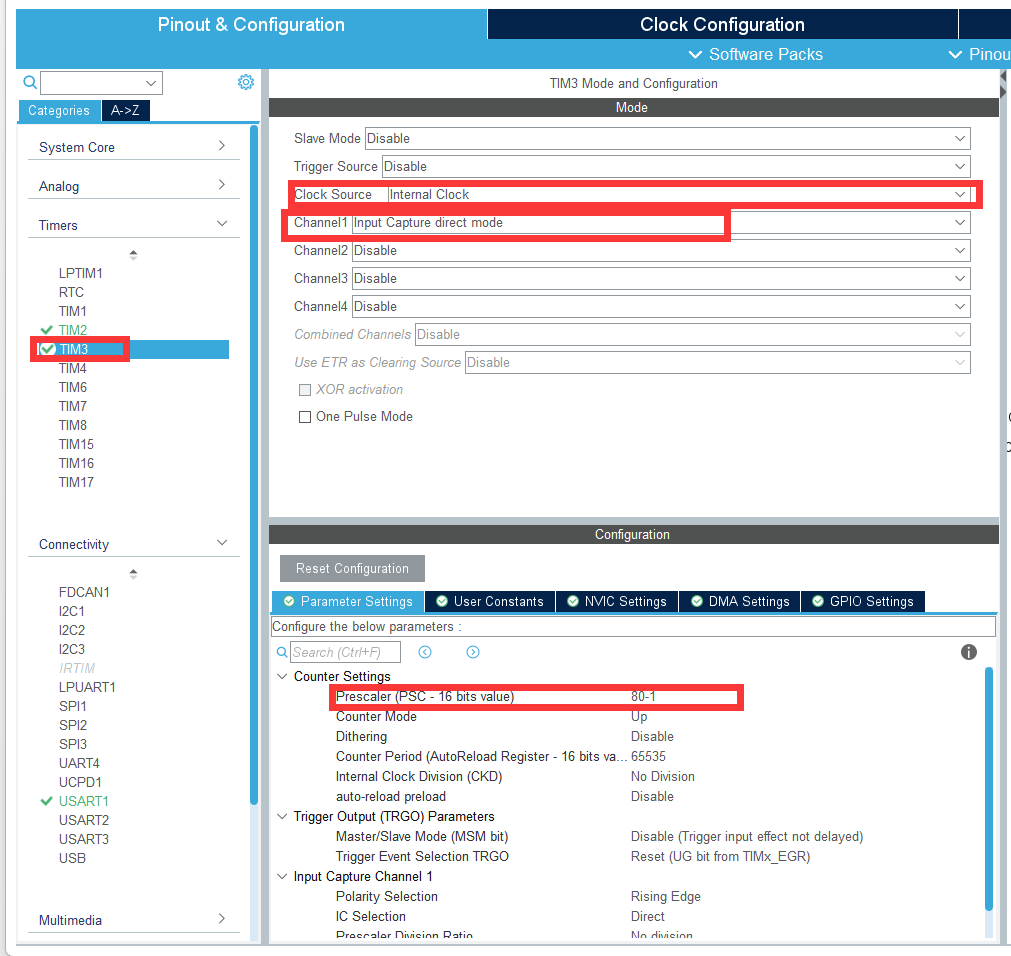 Pinout & Configuration
Clock Configuration
Software Packs
Pinou
Categories
A->Z
System Core
Analog
Timers
LPTIM1
RTC
TIM1
TIM2
TIM3
TIM4
TIM6
TIM7
TIM8
TIM15
TIM16
TIM17
Connectivity
FDCAN1
I2C1
I2C2
I2C3
IRTIM
LPUART1
SPI1
SPI2
SPI3
UART4
UCPD1
USART1
USART2
USART3
USB
Multimedia
TIM3 Mode and Configuration
Mode
Slave Mode Disable
Trigger Source Disable
Clock Source Internal Clock
Channel1 Input Capture direct mode
Channel2 Disable
Channel3 Disable
Channel4 Disable
Combined Channels Disable
Use ETR as Clearing Source Disable
XOR activation
One Pulse Mode
Configuration
Reset Configuration
Parameter Settings
User Constants
NVIC Settings
DMA Settings
GPIO Settings
Configure the below parameters :
Search (Ctrl+F)
Counter Settings
Prescaler (PSC - 16 bits value) 80-1
Counter Mode Up
Dithering Disable
Counter Period (AutoReload Register - 16 bits va... 65535
Internal Clock Division (CKD) No Division
auto-reload preload Disable
Trigger Output (TRGO) Parameters
Master/Slave Mode (MSM bit) Disable (Trigger input effect not delayed)
Trigger Event Selection TRGO Reset (UG bit from TIMx_EGR)
Input Capture Channel 1
Polarity Selection Rising Edge
IC Selection Direct
Prescaler Division Ratio No division